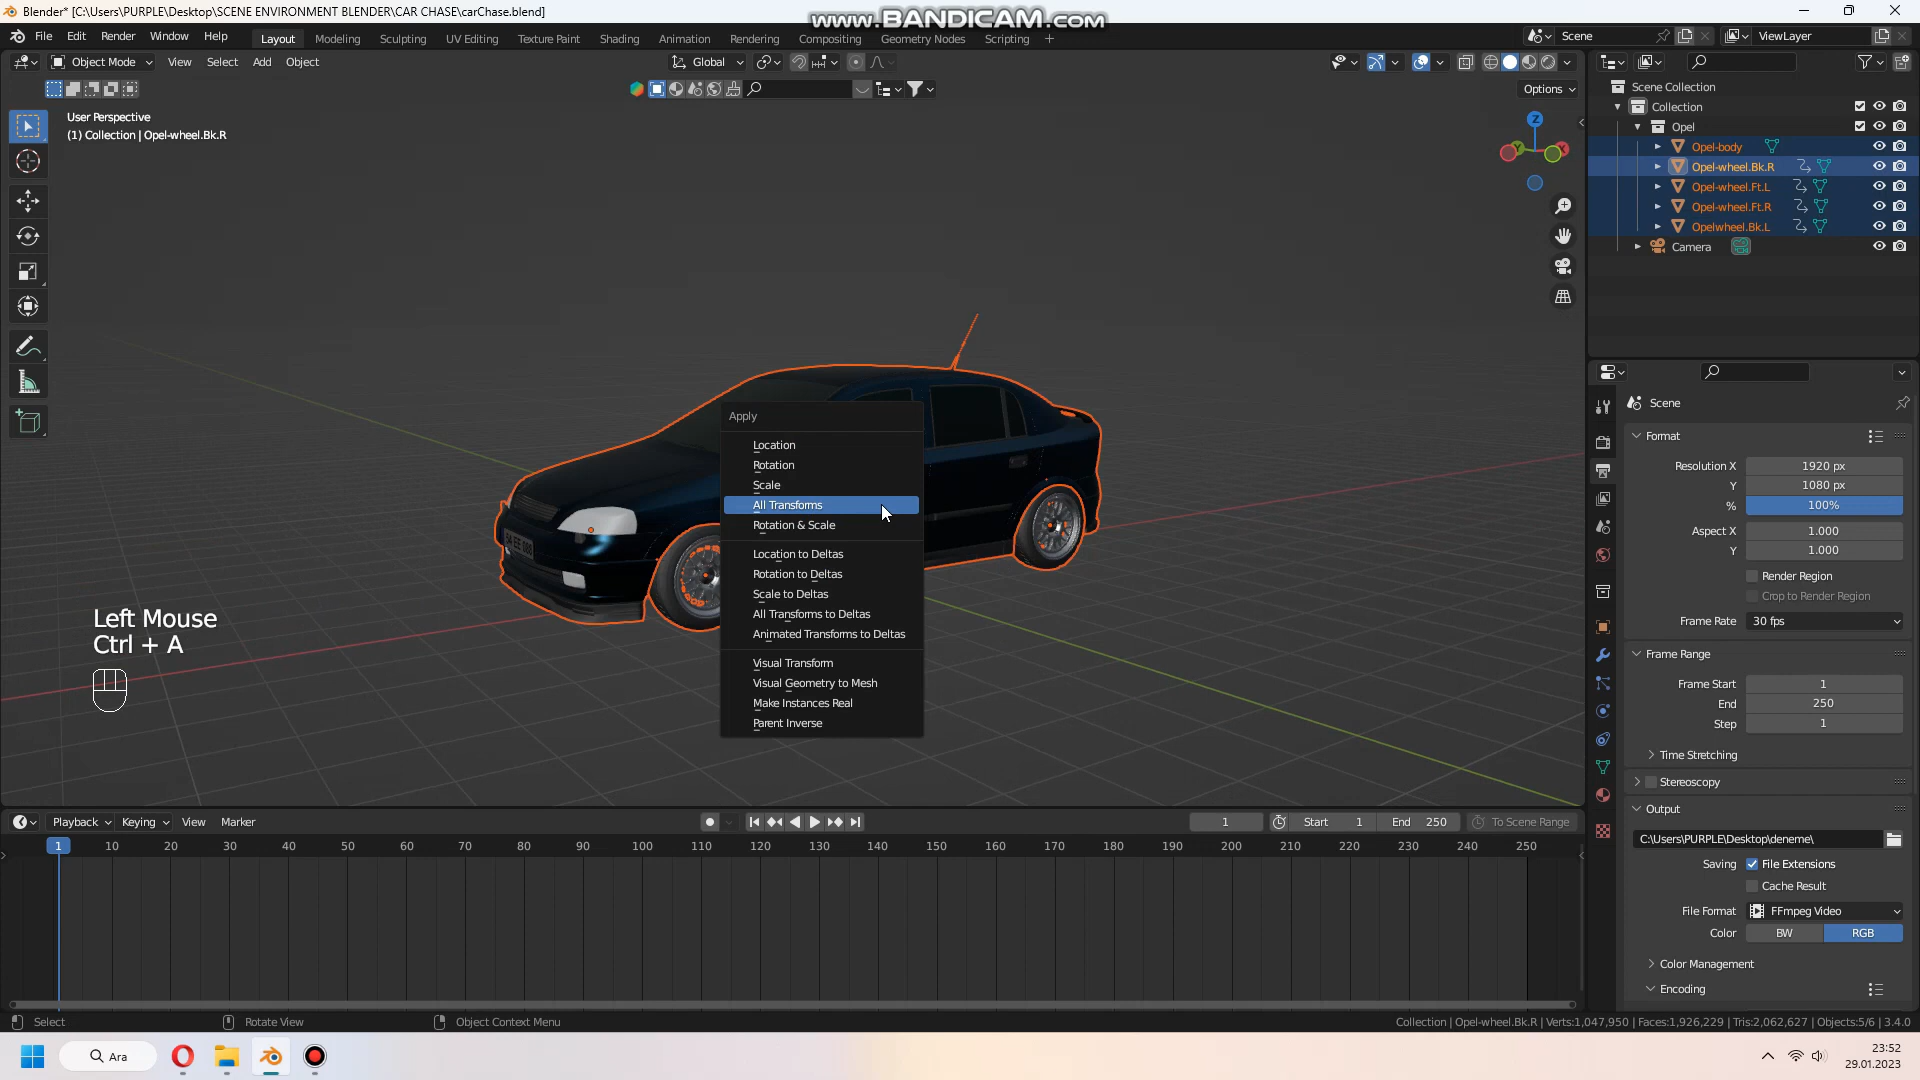 Blender* [C:\Users\PURPLE\Desktop\SCENE ENVIRONMENT BLENDER\CAR CHASE\carChase.blend]
www.BANDICAM.com
File Edit Render Window Help
Layout Modeling Sculpting UV Editing Texture Paint Shading Animation Rendering Compositing Geometry Nodes Scripting +
Scene
ViewLayer
Object Mode View Select Add Object
Global
Options
User Perspective
(1) Collection | Opel-wheel.Bk.R
Z
Scene Collection
Collection
Opel
Opel-body
Opel-wheel.Bk.R
Opel-wheel.Ft.L
Opel-wheel.Ft.R
Opelwheel.Bk.L
Camera
Apply
Location
Rotation
Scale
All Transforms
Rotation & Scale
Location to Deltas
Rotation to Deltas
Scale to Deltas
All Transforms to Deltas
Animated Transforms to Deltas
Visual Transform
Visual Geometry to Mesh
Make Instances Real
Parent Inverse
Left Mouse
Ctrl + A
Scene
Format
Resolution X 1920 px
Y 1080 px
% 100%
Aspect X 1.000
Y 1.000
Render Region
Crop to Render Region
Frame Rate 30 fps
Frame Range
Frame Start 1
End 250
Step 1
Time Stretching
Stereoscopy
Output
C:\Users\PURPLE\Desktop\deneme\
Saving File Extensions
Cache Result
File Format FFmpeg Video
Color BW RGB
Color Management
Encoding
Playback Keying View Marker
1 Start 1 End 250 To Scene Range
1 10 20 30 40 50 60 70 80 90 100 110 120 130 140 150 160 170 180 190 200 210 220 230 240 250
Select Rotate View Object Context Menu
Collection | Opel-wheel.Bk.R | Verts:1,047,950 | Faces:1,926,229 | Tris:2,062,627 | Objects:5/6 | 3.4.0
Ara
23:52
29.01.2023